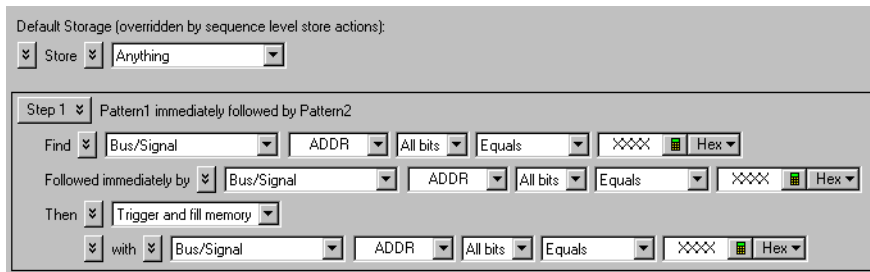 Default Storage (overridden by sequence level store actions):
Store Anything
Step 1 Pattern1 immediately followed by Pattern2
Find Bus/Signal ADDR All bits Equals XXXX Hex
Followed immediately by Bus/Signal ADDR All bits Equals XXXX Hex
Then Trigger and fill memory
with Bus/Signal ADDR All bits Equals XXXX Hex